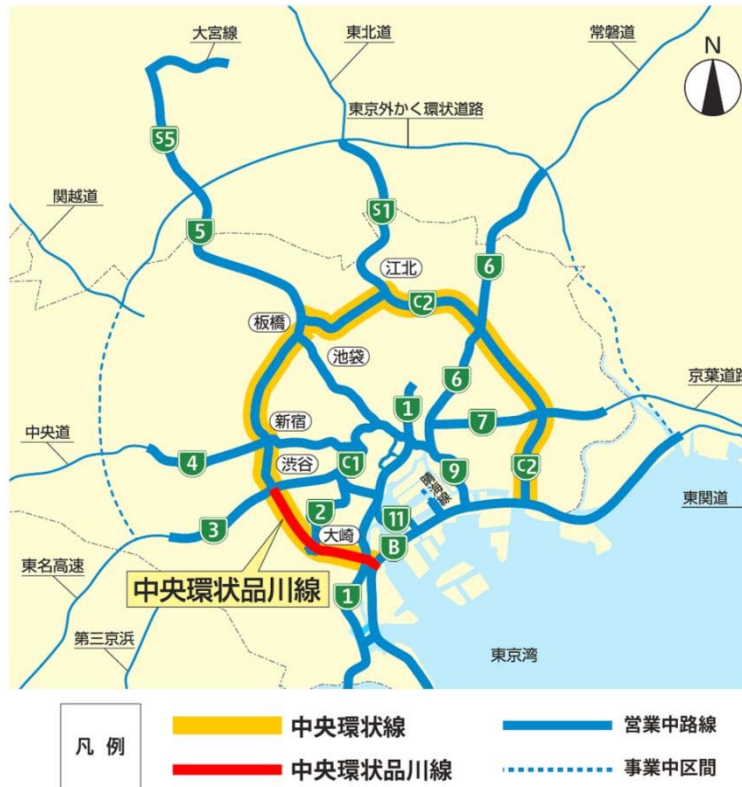 大宮線
東北道
常磐道
N
東京外かく環状道路
S5
関越道
S1
5
6
江北
C2
板橋
池袋
6
1
京葉道路
7
新宿
中央道
渋谷
C1
4
9
C2
晴海線
東関道
3
2
11
大崎
B
東名高速
中央環状品川線
1
第三京浜
東京湾
凡例
中央環状線
営業中路線
中央環状品川線
事業中区間